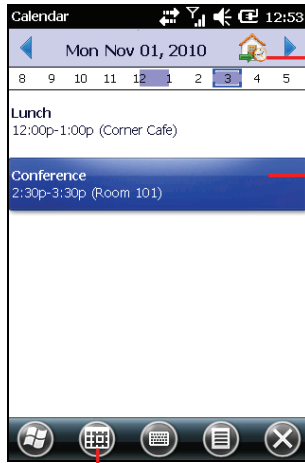 Calendar 12:53
Mon Nov 01, 2010
8 9 10 11 12 1 2 3 4 5
Lunch
12:00p-1:00p (Corner Cafe)
Conference
2:30p-3:30p (Room 101)